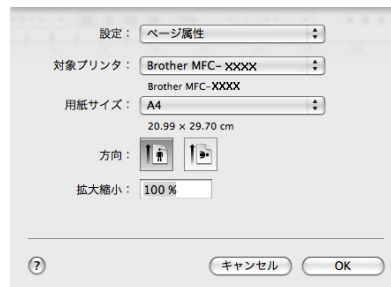 設定： ページ属性
対象プリンタ： Brother MFC- XXXX
Brother MFC-XXXX
用紙サイズ： A4
20.99 × 29.70 cm
方向：
拡大縮小： 100 %
? キャンセル OK